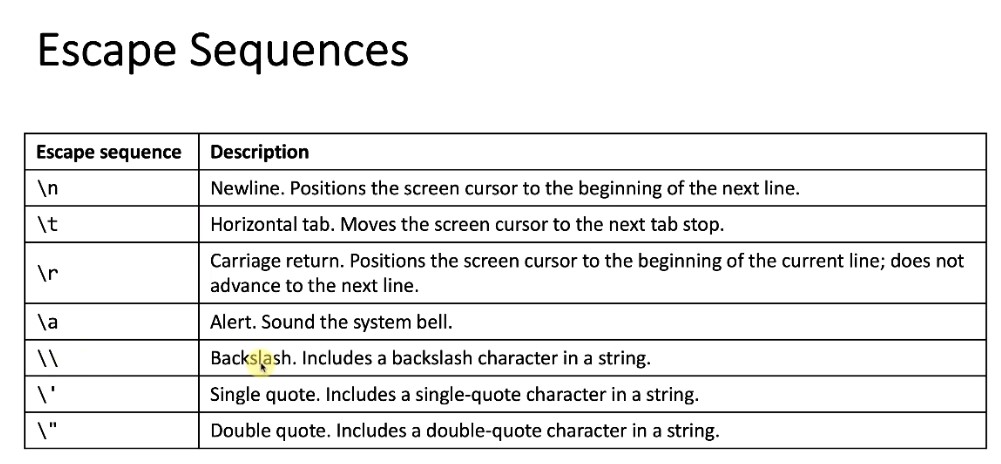 Escape Sequences
Escape sequence Description
\n Newline. Positions the screen cursor to the beginning of the next line.
\t Horizontal tab. Moves the screen cursor to the next tab stop.
\r Carriage return. Positions the screen cursor to the beginning of the current line; does not
advance to the next line.
\a Alert. Sound the system bell.
\\ Backslash. Includes a backslash character in a string.
\' Single quote. Includes a single-quote character in a string.
\" Double quote. Includes a double-quote character in a string.